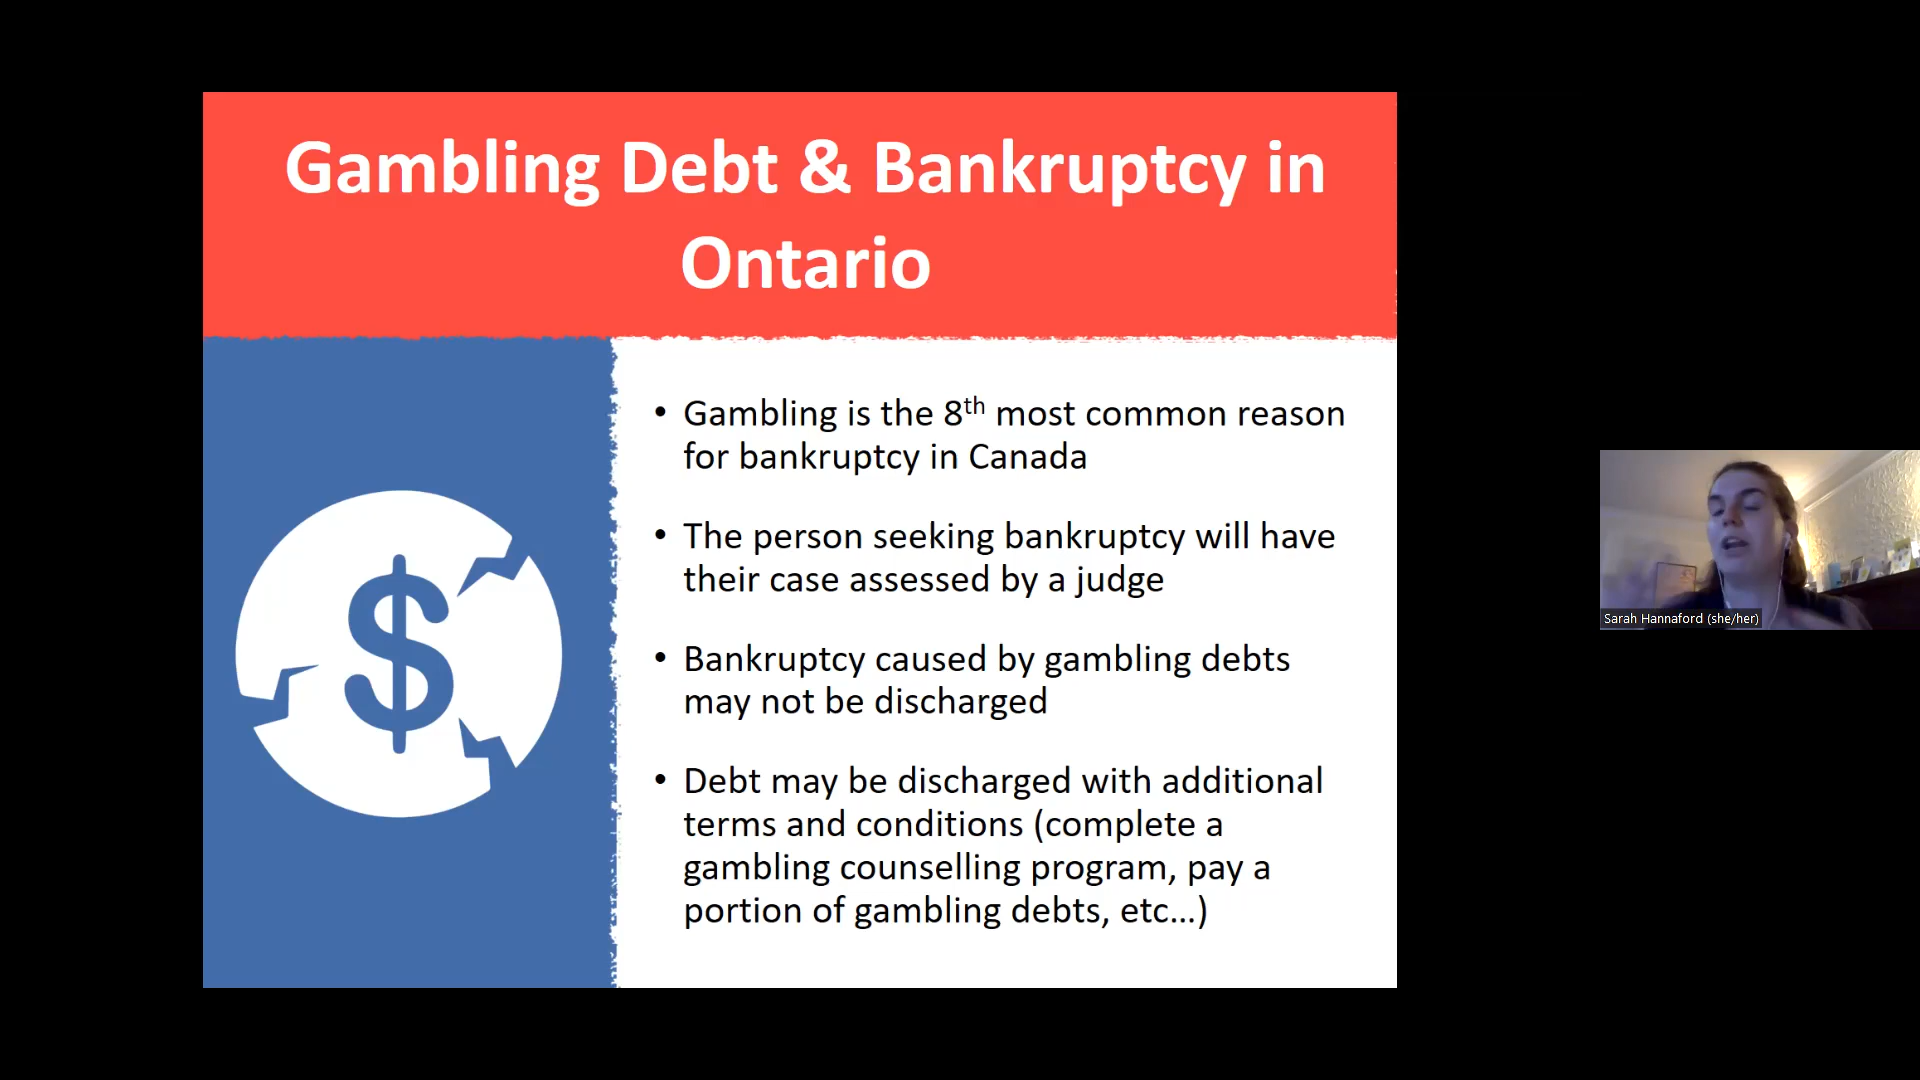 Gambling Debt & Bankruptcy in
Ontario
• Gambling is the 8th most common reason
for bankruptcy in Canada
• The person seeking bankruptcy will have
their case assessed by a judge
• Bankruptcy caused by gambling debts
may not be discharged
• Debt may be discharged with additional
terms and conditions (complete a
gambling counselling program, pay a
portion of gambling debts, etc...)
$
Sarah Hannaford (she/her)